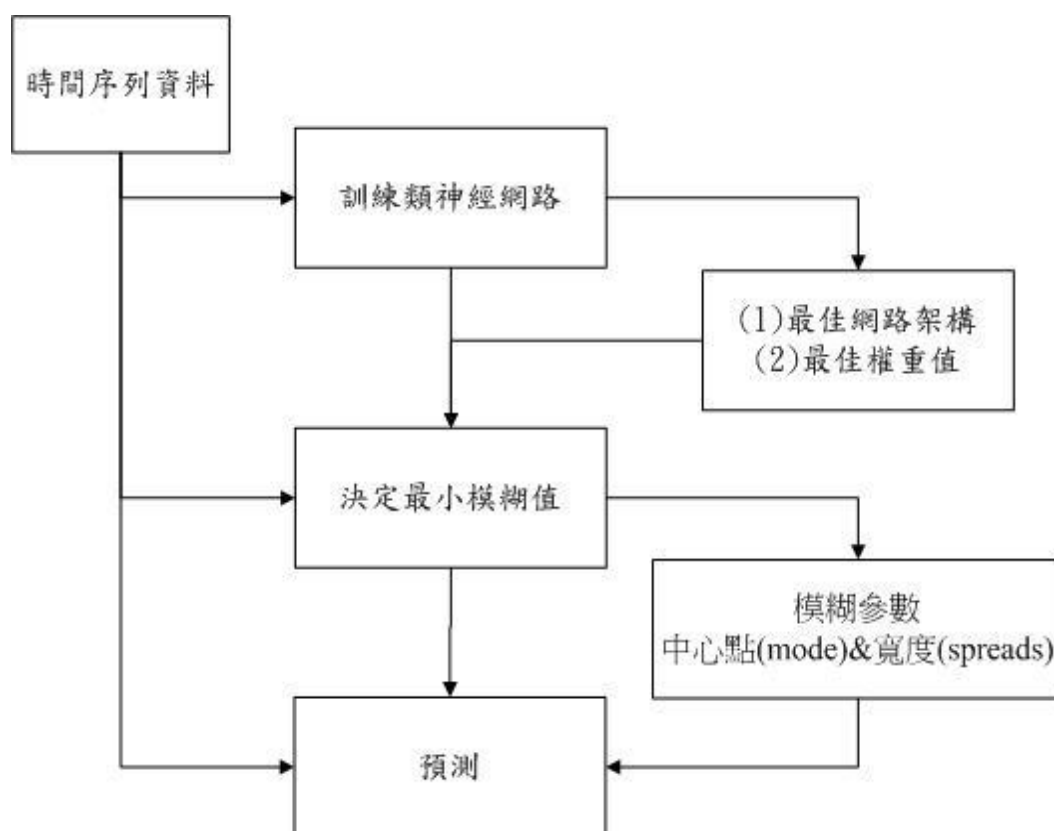 時間序列資料
訓練類神經網路
(1)最佳網路架構
(2)最佳權重值
決定最小模糊值
模糊參數
中心點(mode)&寬度(spreads)
預測